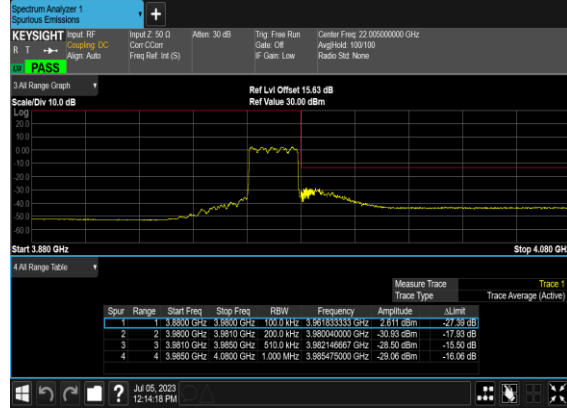 Spectrum Analyzer 1
Spurious Emissions
+
KEYSIGHT Input: RF Input Z: 50 Ω Atten: 30 dB Trig: Free Run Center Freq: 22.005000000 GHz
R T Coupling: DC Corr CCorr Gate: Off Avg|Hold: 100/100
Align: Auto Freq Ref: Int (S) IF Gain: Low Radio Std: None
PASS
3 All Range Graph
Ref Lvl Offset 15.63 dB
Scale/Div 10.0 dB Ref Value 30.00 dBm
Log
20.0
10.0
0.00
-10.0
-20.0
-30.0
-40.0
-50.0
-60.0
Start 3.880 GHz Stop 4.080 GHz
4 All Range Table
Measure Trace Trace 1
Trace Type Trace Average (Active)
Spur Range Start Freq Stop Freq RBW Frequency Amplitude ΔLimit
1 1 3.8800 GHz 3.9800 GHz 100.0 kHz 3.961833333 GHz 2.611 dBm -27.39 dB
2 2 3.9800 GHz 3.9810 GHz 200.0 kHz 3.980040000 GHz -30.93 dBm -17.93 dB
3 3 3.9810 GHz 3.9850 GHz 510.0 kHz 3.982146667 GHz -28.50 dBm -15.50 dB
4 4 3.9850 GHz 4.0800 GHz 1.000 MHz 3.985475000 GHz -29.06 dBm -16.06 dB
? Jul 05, 2023
12:14:18 PM